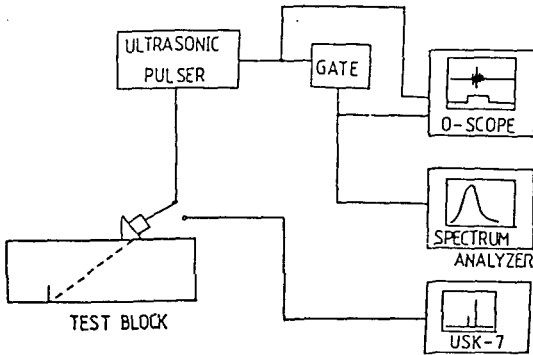 ULTRASONIC
PULSER
GATE
O-SCOPE
SPECTRUM
ANALYZER
USK-7
TEST BLOCK